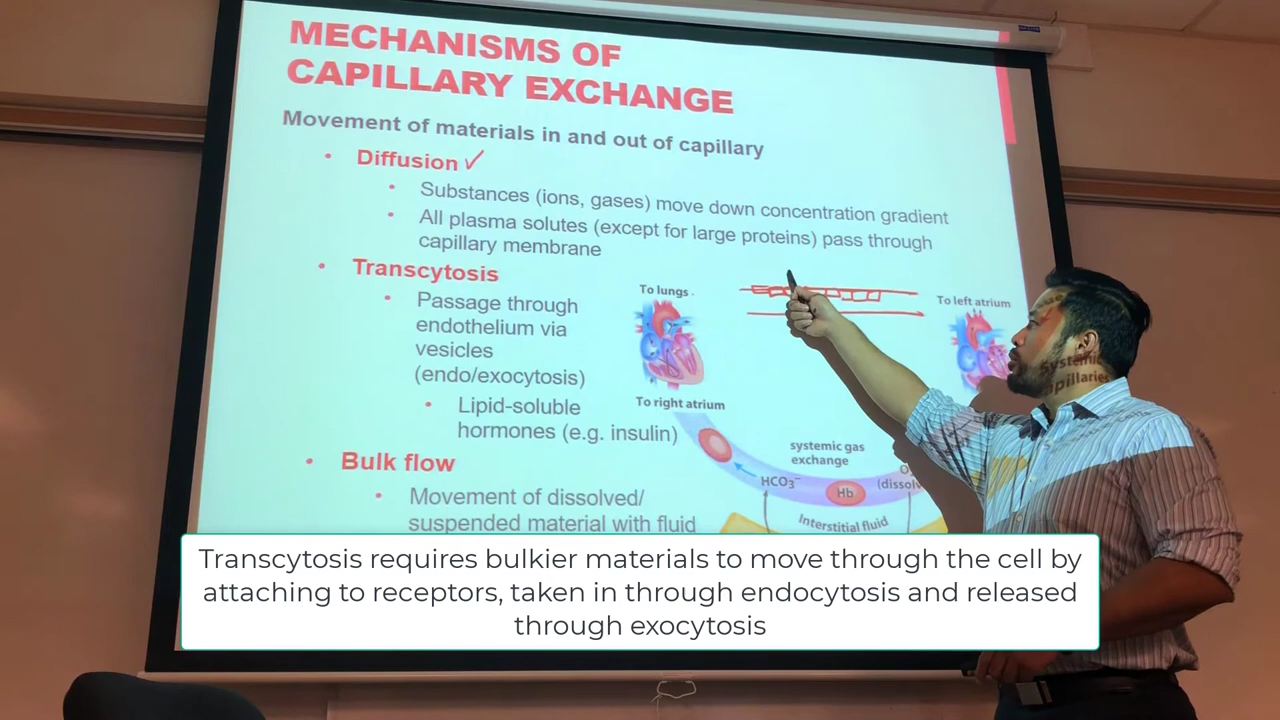 MECHANISMS OF
CAPILLARY EXCHANGE
Movement of materials in and out of capillary
• Diffusion ✓
• Substances (ions, gases) move down concentration gradient
• All plasma solutes (except for large proteins) pass through
capillary membrane
• Transcytosis
• Passage through
endothelium via
vesicles
(endo/exocytosis)
• Lipid-soluble
hormones (e.g. insulin)
• Bulk flow
• Movement of dissolved/
suspended material with fluid
To lungs
To left atrium
To right atrium
systemic gas
exchange
HCO3⁻
Hb
(dissolv
Interstitial fluid
Systemic
apillaries
Transcytosis requires bulkier materials to move through the cell by
attaching to receptors, taken in through endocytosis and released
through exocytosis